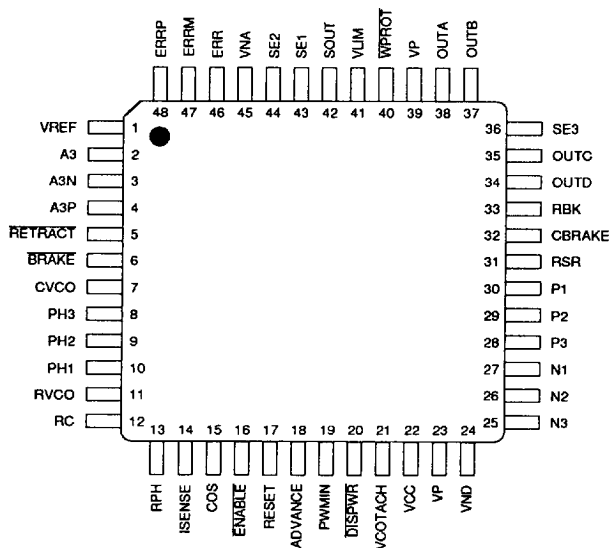 ERRP
ERRM
ERR
VNA
SE2
SE1
SOUT
VLIM
WPROT
VP
OUTA
OUTB
48 47 46 45 44 43 42 41 40 39 38 37
VREF 1
A3 2
A3N 3
A3P 4
RETRACT 5
BRAKE 6
CVCO 7
PH3 8
PH2 9
PH1 10
RVCO 11
RC 12
36 SE3
35 OUTC
34 OUTD
33 RBK
32 CBRAKE
31 RSR
30 P1
29 P2
28 P3
27 N1
26 N2
25 N3
13 14 15 16 17 18 19 20 21 22 23 24
RPH
ISENSE
COS
ENABLE
RESET
ADVANCE
PWMIN
DISPWR
VCOTACH
VCC
VP
VND